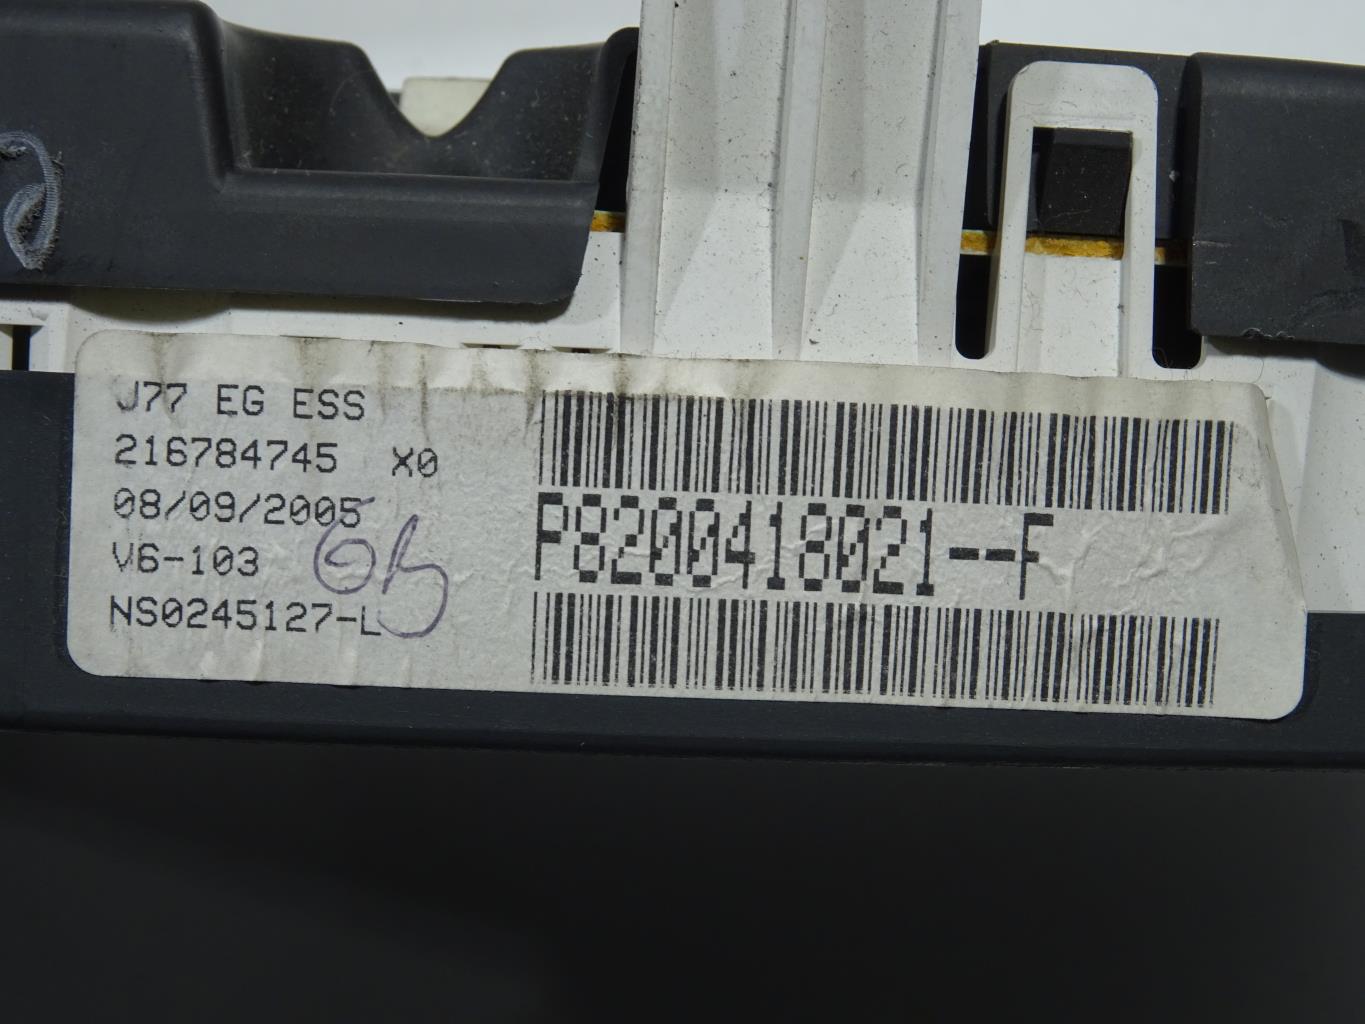 J77 EG ESS
216784745 X0
08/09/2005
V6-103
NS0245127-L
P8200418021--F